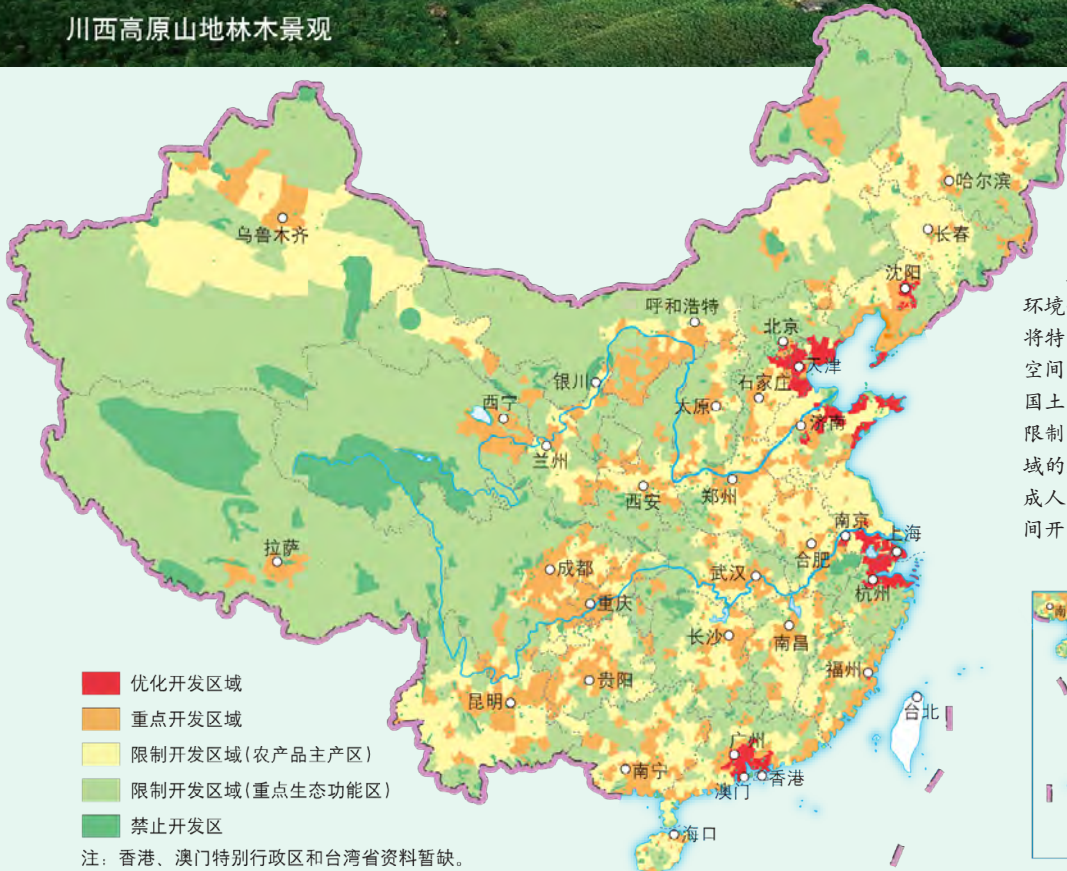 川西高原山地林木景观
哈尔滨
乌鲁木齐
长春
沈阳
呼和浩特
北京
天津
银川
石家庄
西宁
太原
济南
兰州
西安
郑州
南京
上海
合肥
拉萨
成都
武汉
杭州
重庆
长沙
南昌
贵阳
福州
昆明
台北
广州
南宁
香港
澳门
海口
环境
将特
空间
国土
限制
域的
成人
间开
南
优化开发区域
重点开发区域
限制开发区域(农产品主产区)
限制开发区域(重点生态功能区)
禁止开发区
注：香港、澳门特别行政区和台湾省资料暂缺。